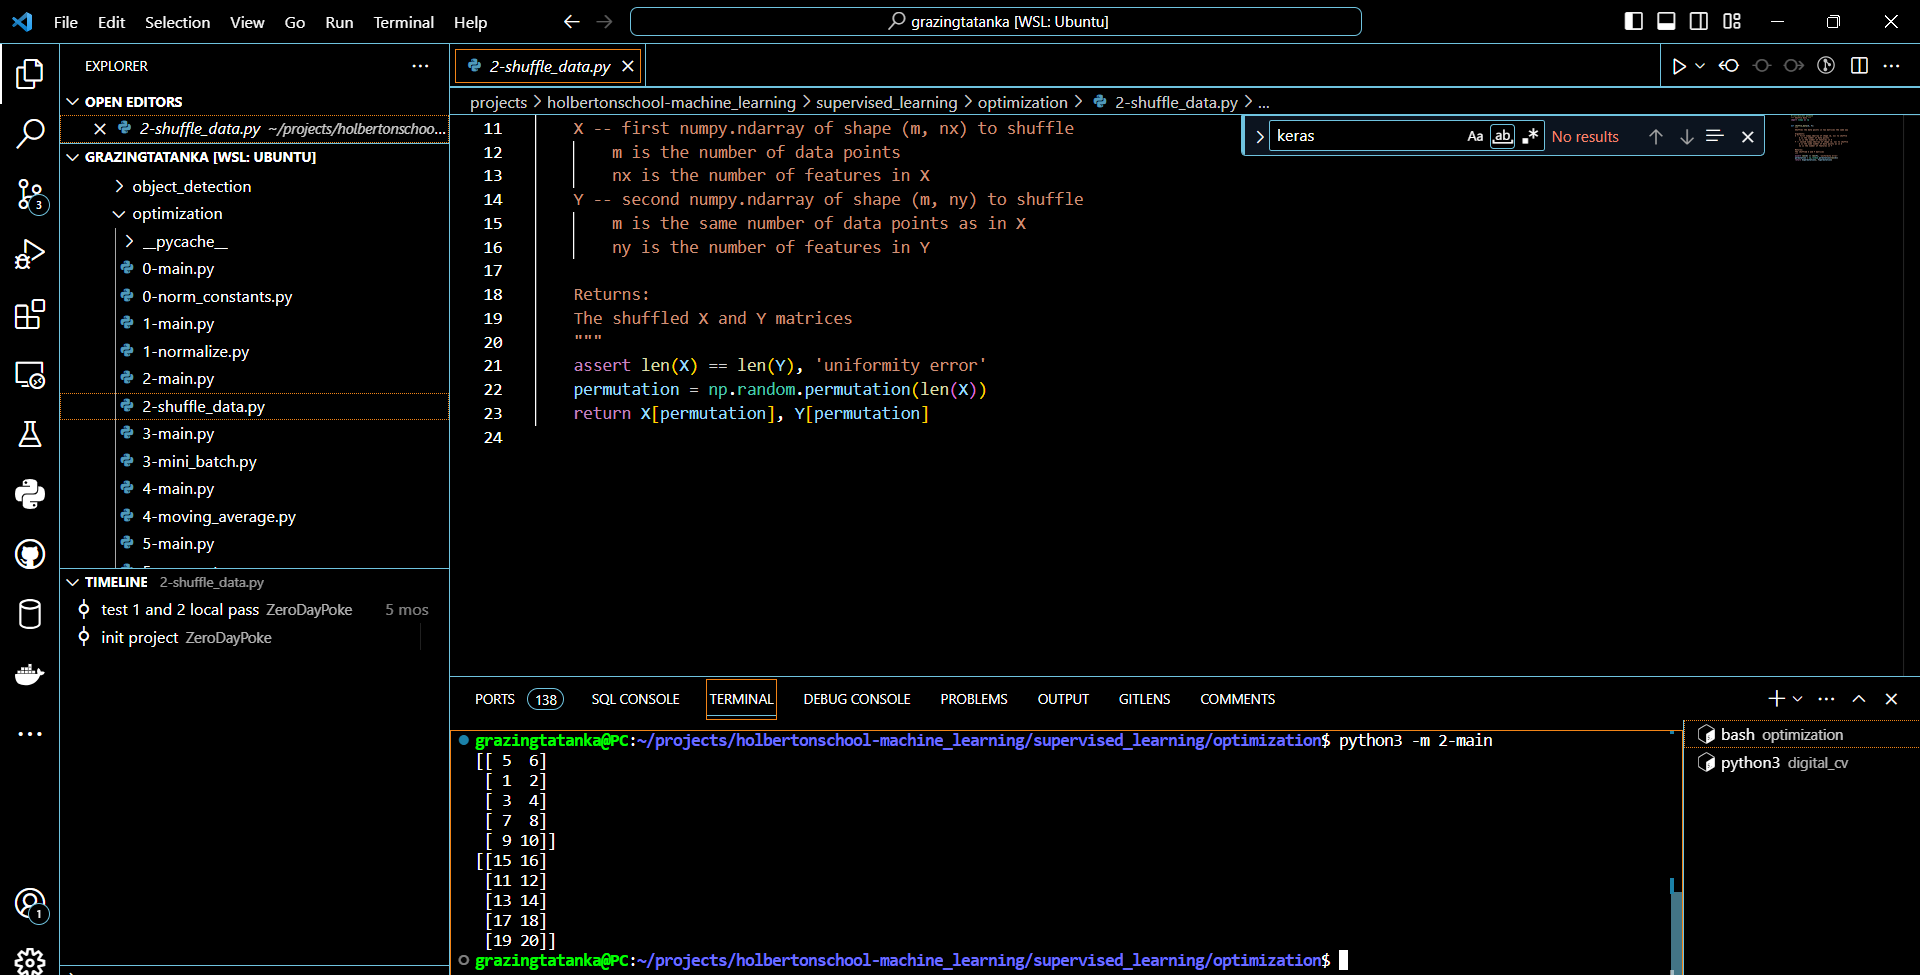 File Edit Selection View Go Run Terminal Help
grazingtatanka [WSL: Ubuntu]
EXPLORER
OPEN EDITORS
2-shuffle_data.py ~/projects/holbertonschoo...
GRAZINGTATANKA [WSL: UBUNTU]
object_detection
optimization
__pycache__
0-main.py
0-norm_constants.py
1-main.py
1-normalize.py
2-main.py
2-shuffle_data.py
3-main.py
3-mini_batch.py
4-main.py
4-moving_average.py
5-main.py
TIMELINE 2-shuffle_data.py
test 1 and 2 local pass ZeroDayPoke 5 mos
init project ZeroDayPoke
3
1
2-shuffle_data.py
projects > holbertonschool-machine_learning > supervised_learning > optimization > 2-shuffle_data.py > ...
keras Aa ab .* No results
11 X -- first numpy.ndarray of shape (m, nx) to shuffle
12 m is the number of data points
13 nx is the number of features in X
14 Y -- second numpy.ndarray of shape (m, ny) to shuffle
15 m is the same number of data points as in X
16 ny is the number of features in Y
17
18 Returns:
19 The shuffled X and Y matrices
20 """
21 assert len(X) == len(Y), 'uniformity error'
22 permutation = np.random.permutation(len(X))
23 return X[permutation], Y[permutation]
24
PORTS 138 SQL CONSOLE TERMINAL DEBUG CONSOLE PROBLEMS OUTPUT GITLENS COMMENTS
grazingtatanka@PC:~/projects/holbertonschool-machine_learning/supervised_learning/optimization$ python3 -m 2-main
[[ 5  6]
 [ 1  2]
 [ 3  4]
 [ 7  8]
 [ 9 10]]
[[15 16]
 [11 12]
 [13 14]
 [17 18]
 [19 20]]
grazingtatanka@PC:~/projects/holbertonschool-machine_learning/supervised_learning/optimization$
bash optimization
python3 digital_cv